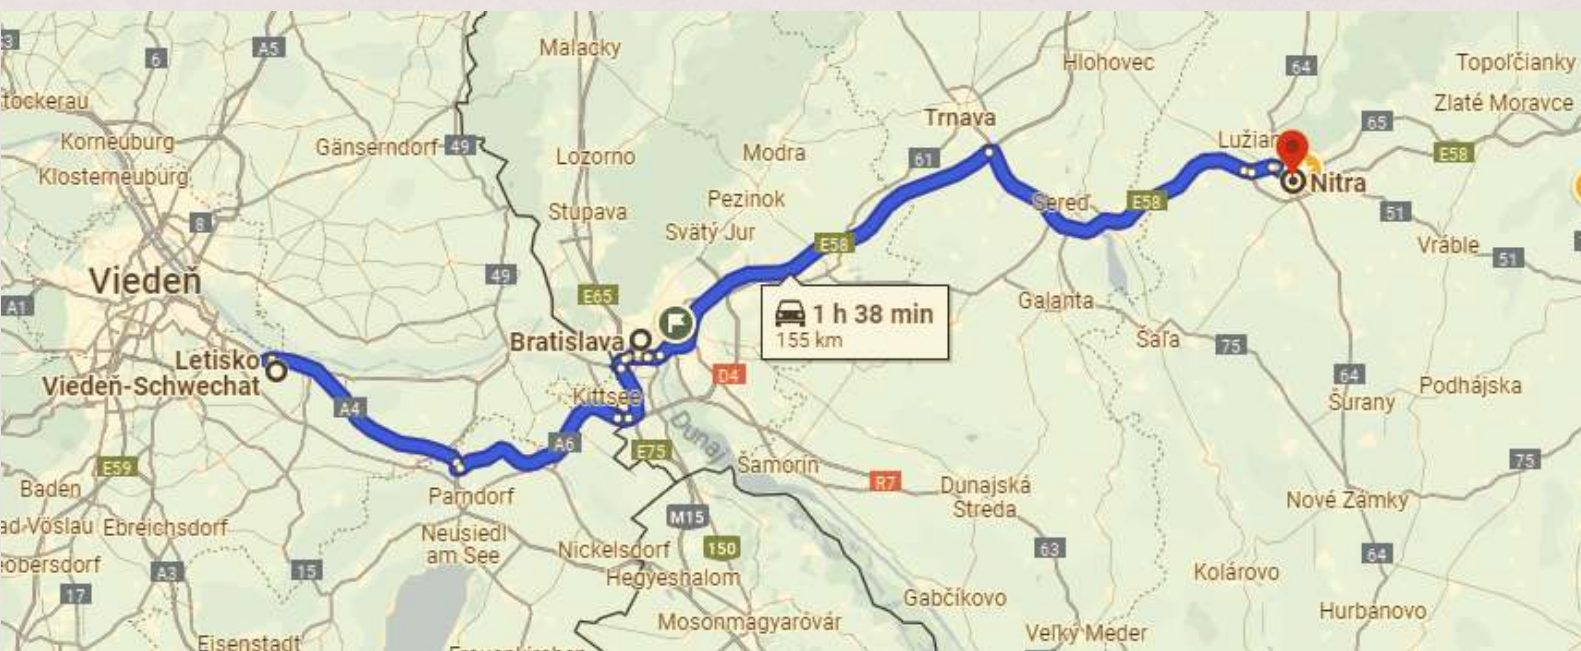 Malacky
Hlohovec
64
Topoľčianky
A5
6
tockerau
Zlaté Moravce
Trnava
65
Korneuburg
Gänserndorf
49
Lozorno
Modra
61
E58
Klosterneuburg
Pezinok
Sereď
E58
Nitra
Stupava
51
8
Svätý Jur
E58
Vráble
51
Viedeň
49
E65
Galanta
A1
1 h 38 min
155 km
Bratislava
Šaľa
75
Letisko
Viedeň-Schwechat
D4
64
Podhájska
Kittsee
Šurany
A4
Dunaj
A6
E75
E59
Šamorín
75
R7
Baden
Parndorf
Dunajská
Streda
Nové Zámky
M15
ad-Vöslau
Ebreichsdorf
Neusiedl
am See
Nickelsdorf
150
63
64
eobersdorf
A3
15
Hegyeshalom
Kolárovo
17
Gabčíkovo
Hurbanovo
Mosonmagyaróvár
Veľký Meder
Eisenstadt